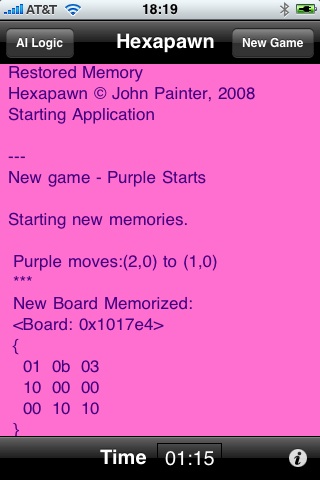 AT&T 18:19
AI Logic Hexapawn New Game
Restored Memory
Hexapawn © John Painter, 2008
Starting Application
---
New game - Purple Starts
Starting new memories.
Purple moves:(2,0) to (1,0)
***
New Board Memorized:
<Board: 0x1017e4>
{
01 0b 03
10 00 00
00 10 10
}
Time 01:15